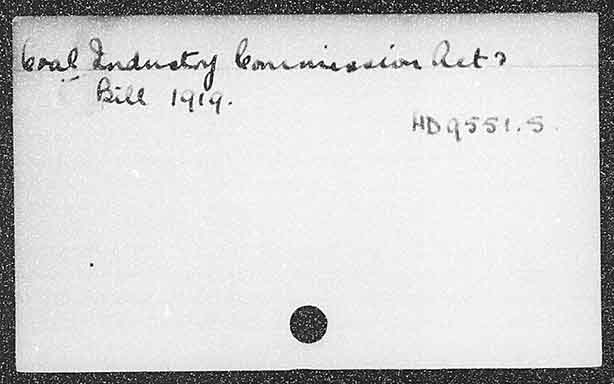 Coal Industry Commission Act &
Bill 1919.
HD9551.5.